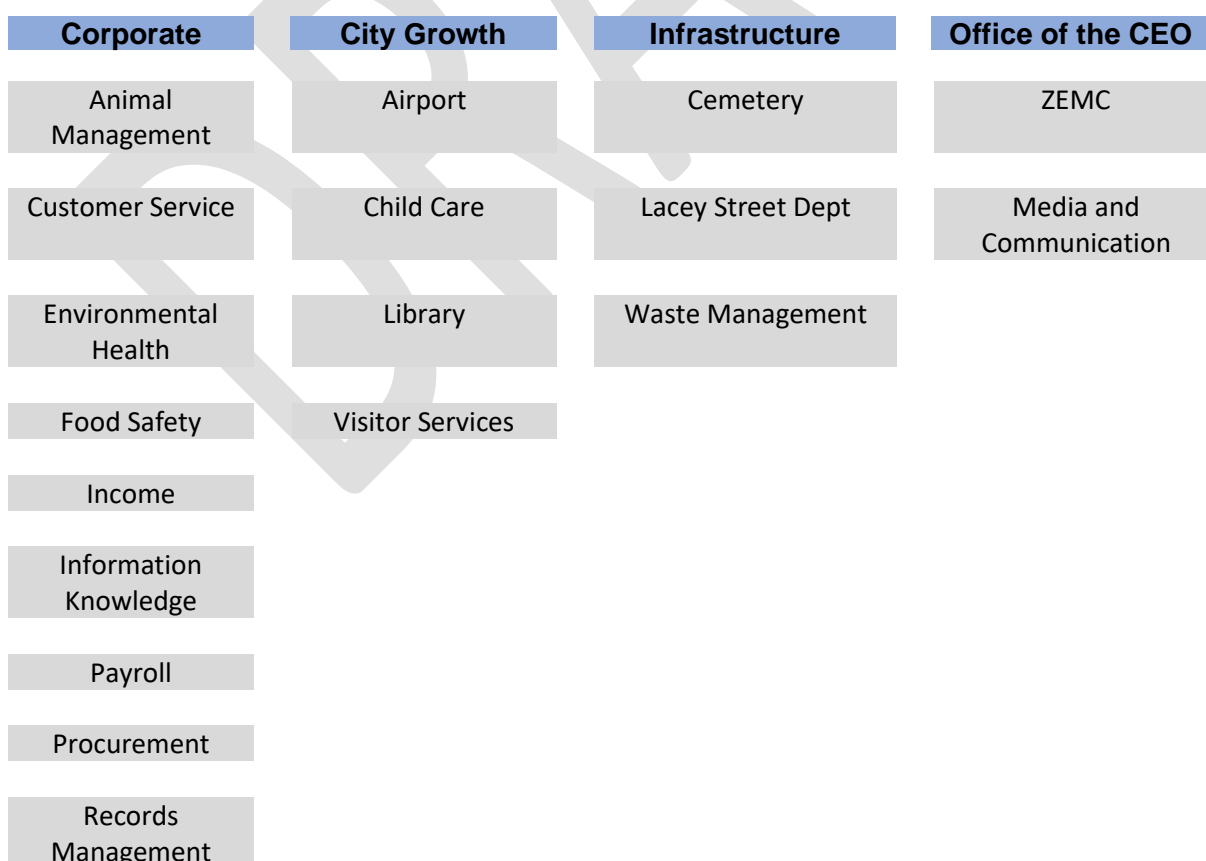 Corporate City Growth Infrastructure Office of the CEO
Animal Management
Airport
Cemetery
ZEMC
Customer Service
Child Care
Lacey Street Dept
Media and
Communication
Environmental
Health
Library
Waste Management
Food Safety
Visitor Services
Income
Information
Knowledge
Payroll
Procurement
Records
Management